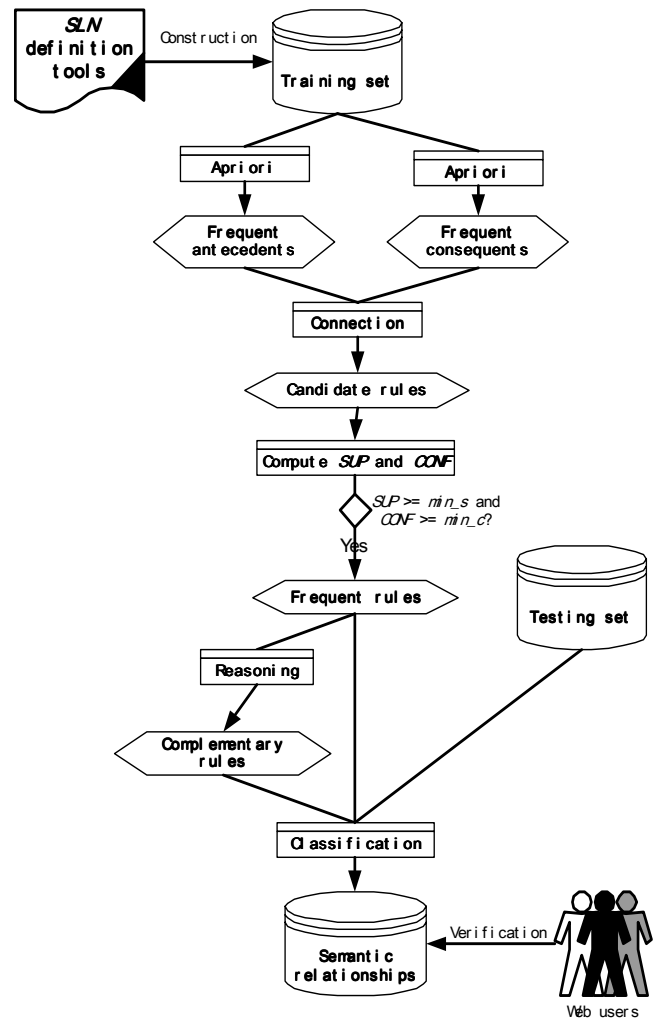 SLN
definition
tools
Construction
Training set
Apriori
Apriori
Frequent
antecedents
Frequent
consequents
Connection
Candidate rules
Compute SUP and CONF
SUP >= min_s and
CONF >= min_c?
Yes
Frequent rules
Testing set
Reasoning
Complementary
rules
Classification
Verification
Semantic
relationships
Web users